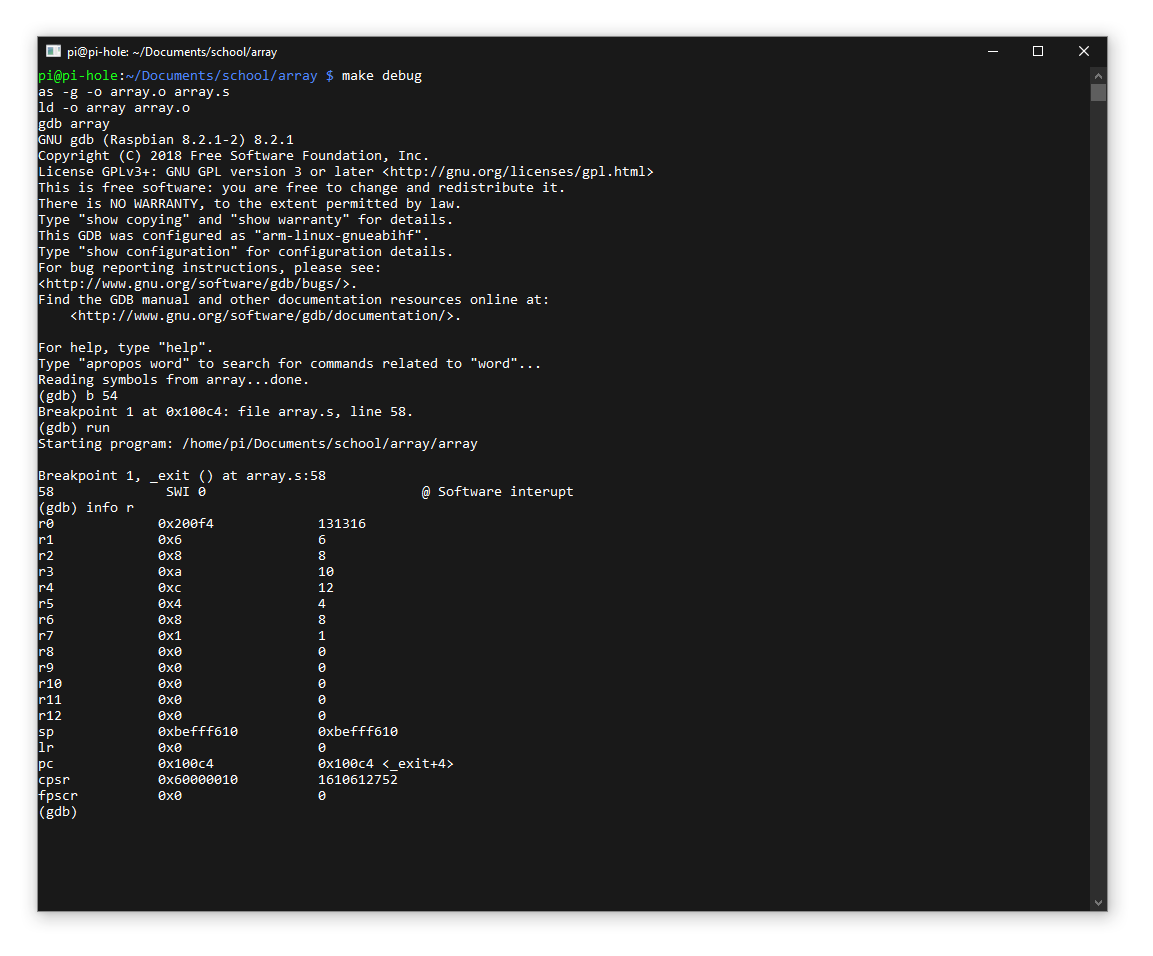 pi@pi-hole: ~/Documents/school/array
pi@pi-hole:~/Documents/school/array $ make debug
as -g -o array.o array.s
ld -o array array.o
gdb array
GNU gdb (Raspbian 8.2.1-2) 8.2.1
Copyright (C) 2018 Free Software Foundation, Inc.
License GPLv3+: GNU GPL version 3 or later <http://gnu.org/licenses/gpl.html>
This is free software: you are free to change and redistribute it.
There is NO WARRANTY, to the extent permitted by law.
Type "show copying" and "show warranty" for details.
This GDB was configured as "arm-linux-gnueabihf".
Type "show configuration" for configuration details.
For bug reporting instructions, please see:
<http://www.gnu.org/software/gdb/bugs/>.
Find the GDB manual and other documentation resources online at:
    <http://www.gnu.org/software/gdb/documentation/>.

For help, type "help".
Type "apropos word" to search for commands related to "word"...
Reading symbols from array...done.
(gdb) b 54
Breakpoint 1 at 0x100c4: file array.s, line 58.
(gdb) run
Starting program: /home/pi/Documents/school/array/array

Breakpoint 1, _exit () at array.s:58
58              SWI 0                           @ Software interupt
(gdb) info r
r0             0x200f4             131316
r1             0x6                 6
r2             0x8                 8
r3             0xa                 10
r4             0xc                 12
r5             0x4                 4
r6             0x8                 8
r7             0x1                 1
r8             0x0                 0
r9             0x0                 0
r10            0x0                 0
r11            0x0                 0
r12            0x0                 0
sp             0xbefff610          0xbefff610
lr             0x0                 0
pc             0x100c4             0x100c4 <_exit+4>
cpsr           0x60000010          1610612752
fpscr          0x0                 0
(gdb)